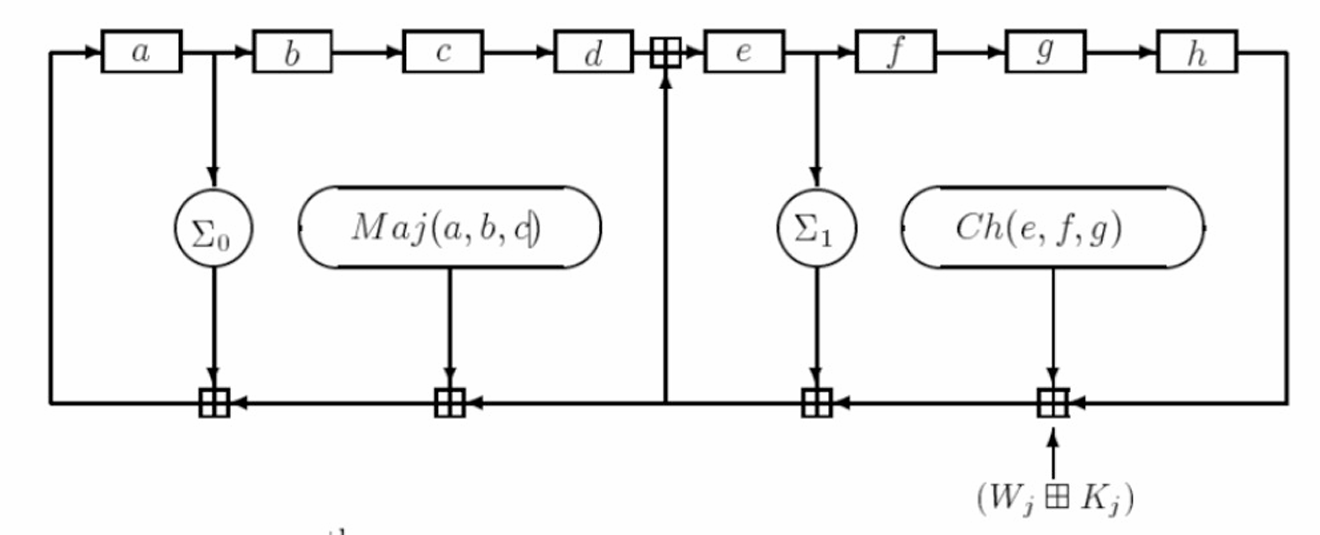 a b c d ⊞ e f g h
Σ₀ Maj(a, b, c) Σ₁ Ch(e, f, g)
⊞ ⊞ ⊞ ⊞
(Wⱼ ⊞ Kⱼ)